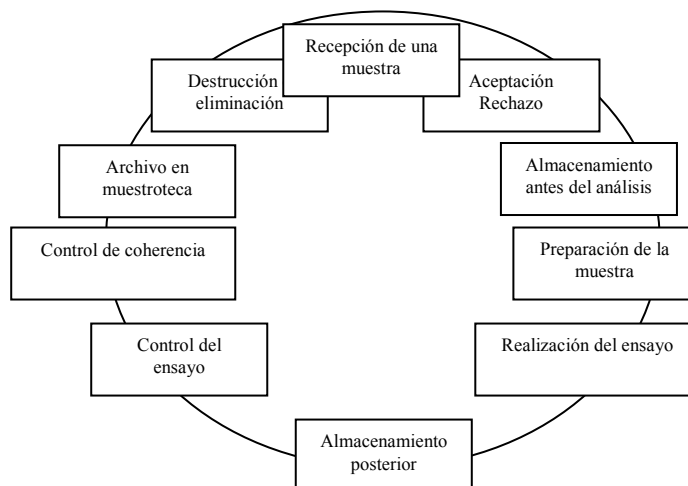 Recepción de una
muestra
Aceptación
Rechazo
Almacenamiento
antes del análisis
Preparación de la
muestra
Realización del ensayo
Almacenamiento
posterior
Control del
ensayo
Control de coherencia
Archivo en
muestroteca
Destrucción
eliminación